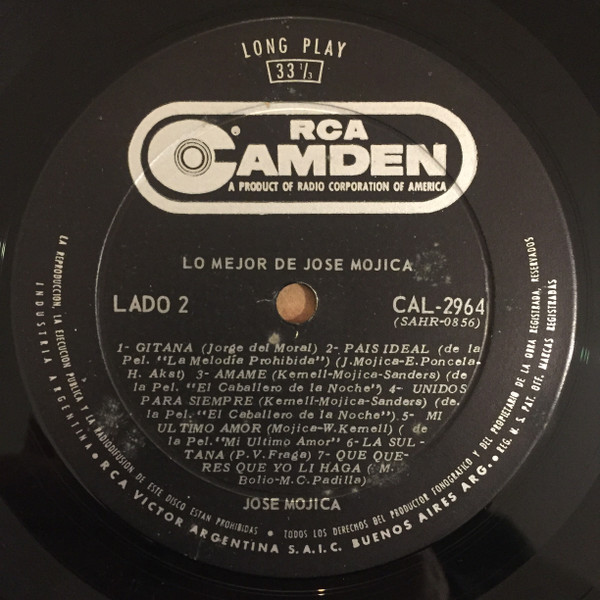 LONG PLAY
33 1/3
RCA
CAMDEN
A PRODUCT OF RADIO CORPORATION OF AMERICA
LO MEJOR DE JOSE MOJICA
LADO 2
CAL-2964
(SAHR-0856)
1- GITANA (Jorge del Moral) 2- PAIS IDEAL (de la
Pel. "La Melodía Prohibida") (J.Mojica-E.Poncela-
H. Akst) 3- AMAME (Kernell-Mojica-Sanders) (de
la Pel. "El Caballero de la Noche") 4- UNIDOS
PARA SIEMPRE (Kernell-Mojica-Sanders) (de
la Pel. "El Caballero de la Noche"). 5- MI
ULTIMO AMOR (Mojica-W.Kernell) ( de
la Pel. "Mi Ultimo Amor" 6- LA SUL-
TANA (P.V.Fraga) 7- QUE QUE-
RES QUE YO LI HAGA ( M.
Bolio-M.C.Padilla)
JOSE MOJICA
LA REPRODUCCION, LA EJECUCION PUBLICA Y LA RADIODIFUSION DE ESTE DISCO ESTAN PROHIBIDAS • TODOS LOS DERECHOS DEL PRODUCTOR FONOGRAFICO Y DEL PROPIETARIO DE LA OBRA REGISTRADA, RESERVADOS
INDUSTRIA ARGENTINA • RCA VICTOR ARGENTINA S.A.I.C. BUENOS AIRES ARG. • REG. U.S. PAT. OFF. MARCAS REGISTRADAS